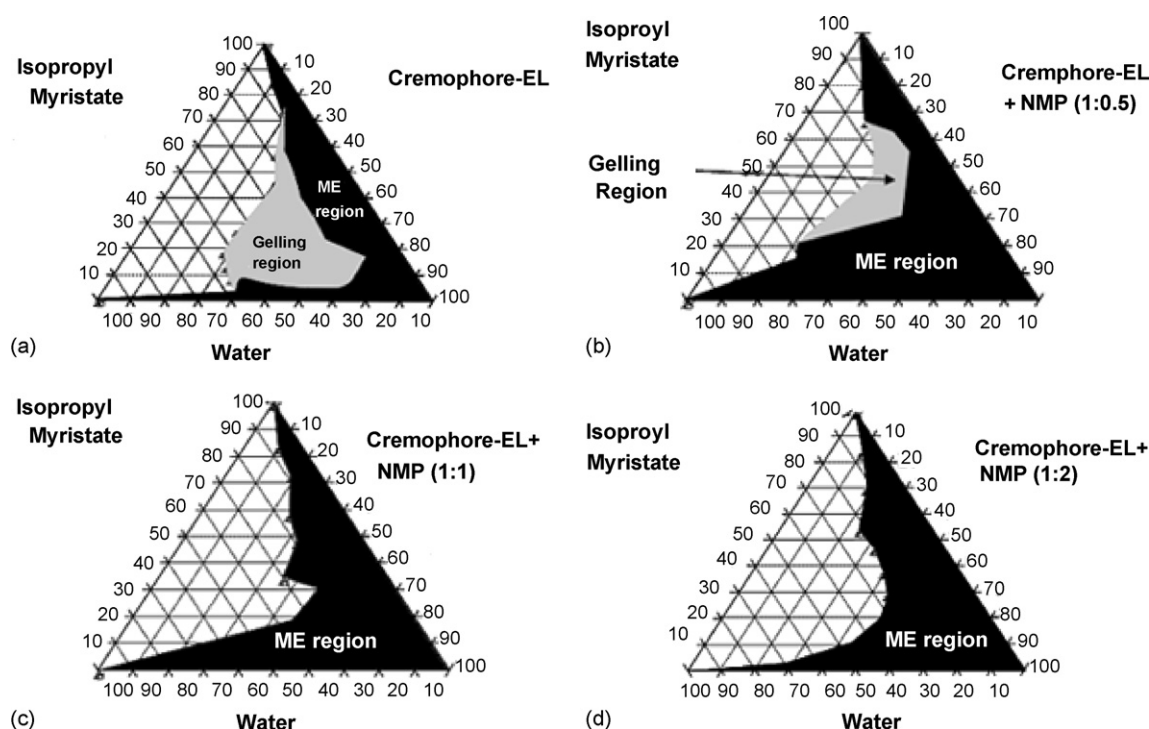 (a)
Isopropyl
Myristate
Cremophore-EL
100
90
80
70
60
50
40
30
20
10
10
20
30
40
50
60
70
80
90
100
ME
region
Gelling
region
100 90 80 70 60 50 40 30 20 10
Water
(b)
Isoproyl
Myristate
Cremphore-EL
+ NMP (1:0.5)
100
90
80
70
60
50
40
30
20
10
10
20
30
40
50
60
70
80
90
100
Gelling
Region
ME region
100 90 80 70 60 50 40 30 20 10
Water
(c)
Isopropyl
Myristate
Cremophore-EL+
NMP (1:1)
100
90
80
70
60
50
40
30
20
10
10
20
30
40
50
60
70
80
90
100
ME region
100 90 80 70 60 50 40 30 20 10
Water
(d)
Isoproyl
Myristate
Cremophore-EL+
NMP (1:2)
100
90
80
70
60
50
40
30
20
10
10
20
30
40
50
60
70
80
90
100
ME region
100 90 80 70 60 50 40 30 20 10
Water